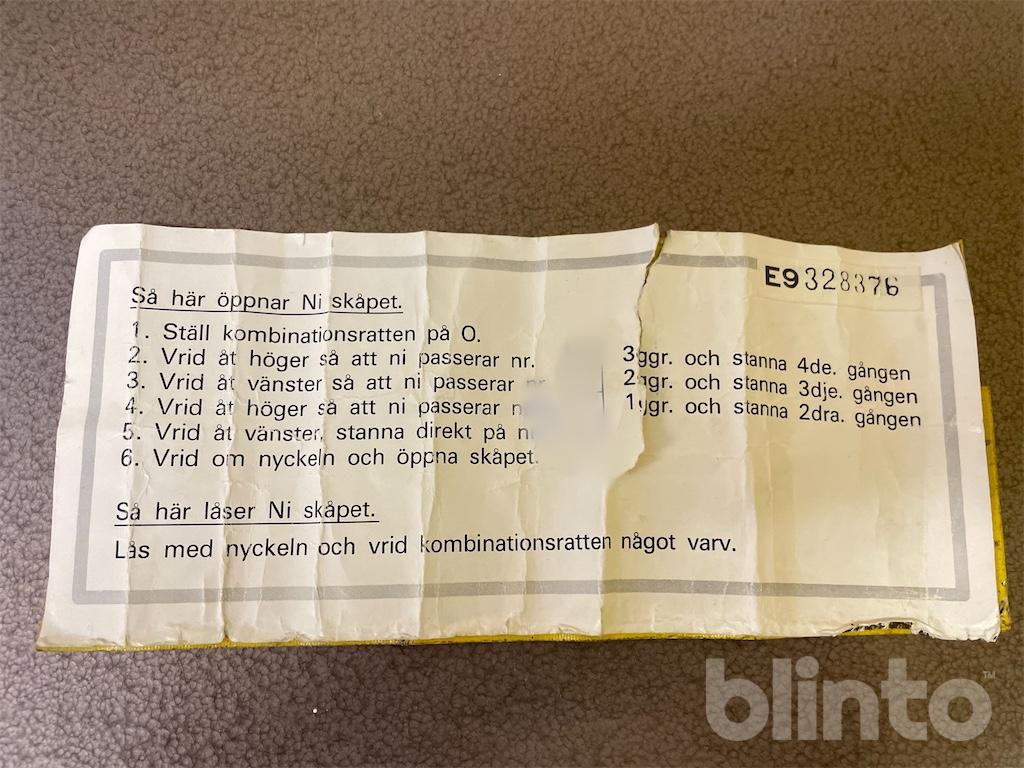 E9328376
Så här öppnar Ni skåpet.
1. Ställ kombinationsratten på O.
2. Vrid åt höger så att ni passerar nr. 3ggr. och stanna 4de. gången
3. Vrid åt vänster så att ni passerar nr 2ggr. och stanna 3dje. gången
4. Vrid åt höger så att ni passerar 1ggr. och stanna 2dra. gången
5. Vrid åt vänster, stanna direkt på
6. Vrid om nyckeln och öppna skåpet.
Så här låser Ni skåpet.
Lås med nyckeln och vrid kombinationsratten något varv.
blinto™